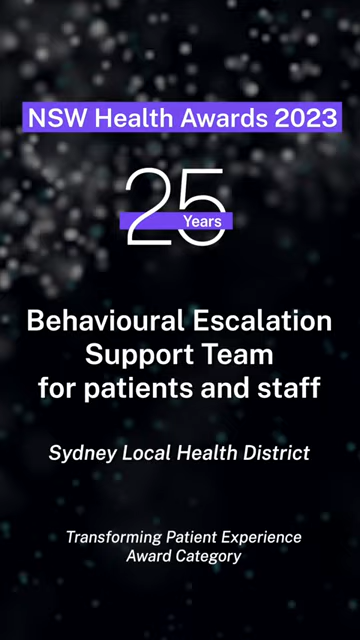 NSW Health Awards 2023
25
Years
Behavioural Escalation
Support Team
for patients and staff
Sydney Local Health District
Transforming Patient Experience
Award Category